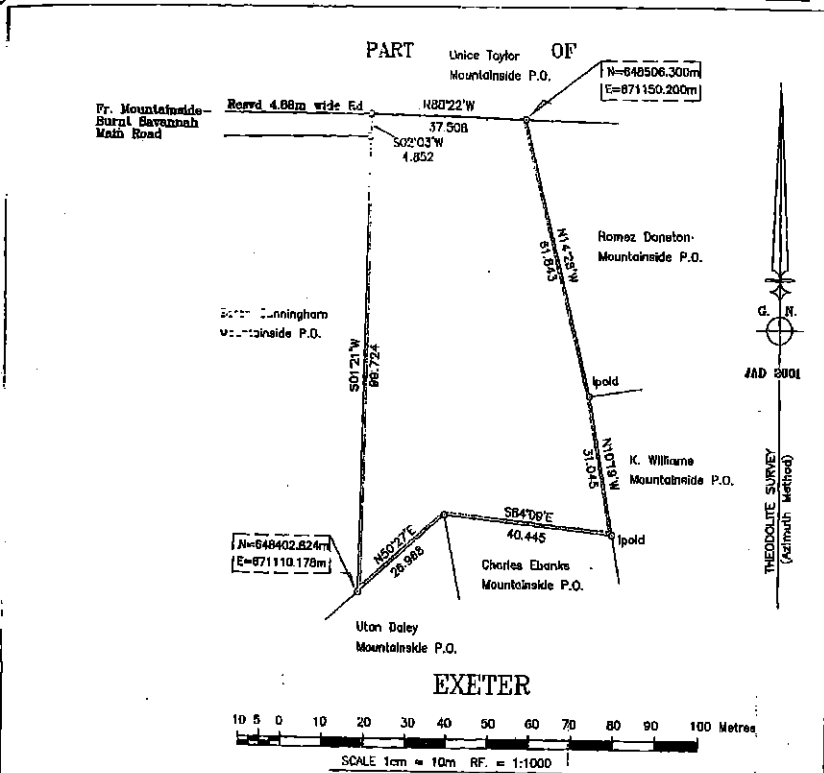 PART OF
Unice Taylor
Mountainside P.O.
N=648506.300m
E=671150.200m
Fr. Mountainside-
Burnt Savannah
Main Road
Resvd 4.88m wide Rd
N88°22'W
37.508
S02°03'W
4.852
N14°28'W
61.843
Romez Daneton
Mountainside P.O.
G. N.
JAD 2001
THEODOLITE SURVEY
(Azimuth Method)
Cunningham
Mountainside P.O.
S01°21'W
98.724
Ipold
N10°19'W
31.045
K. Williams
Mountainside P.O.
S84°09'E
40.445
Ipold
N50°27'E
26.988
N=648402.624m
E=671110.178m
Charles Ebanks
Mountainside P.O.
Uton Daley
Mountainside P.O.
EXETER
10 5 0 10 20 30 40 50 60 70 80 90 100 Metres
SCALE 1cm = 10m RF. = 1:1000